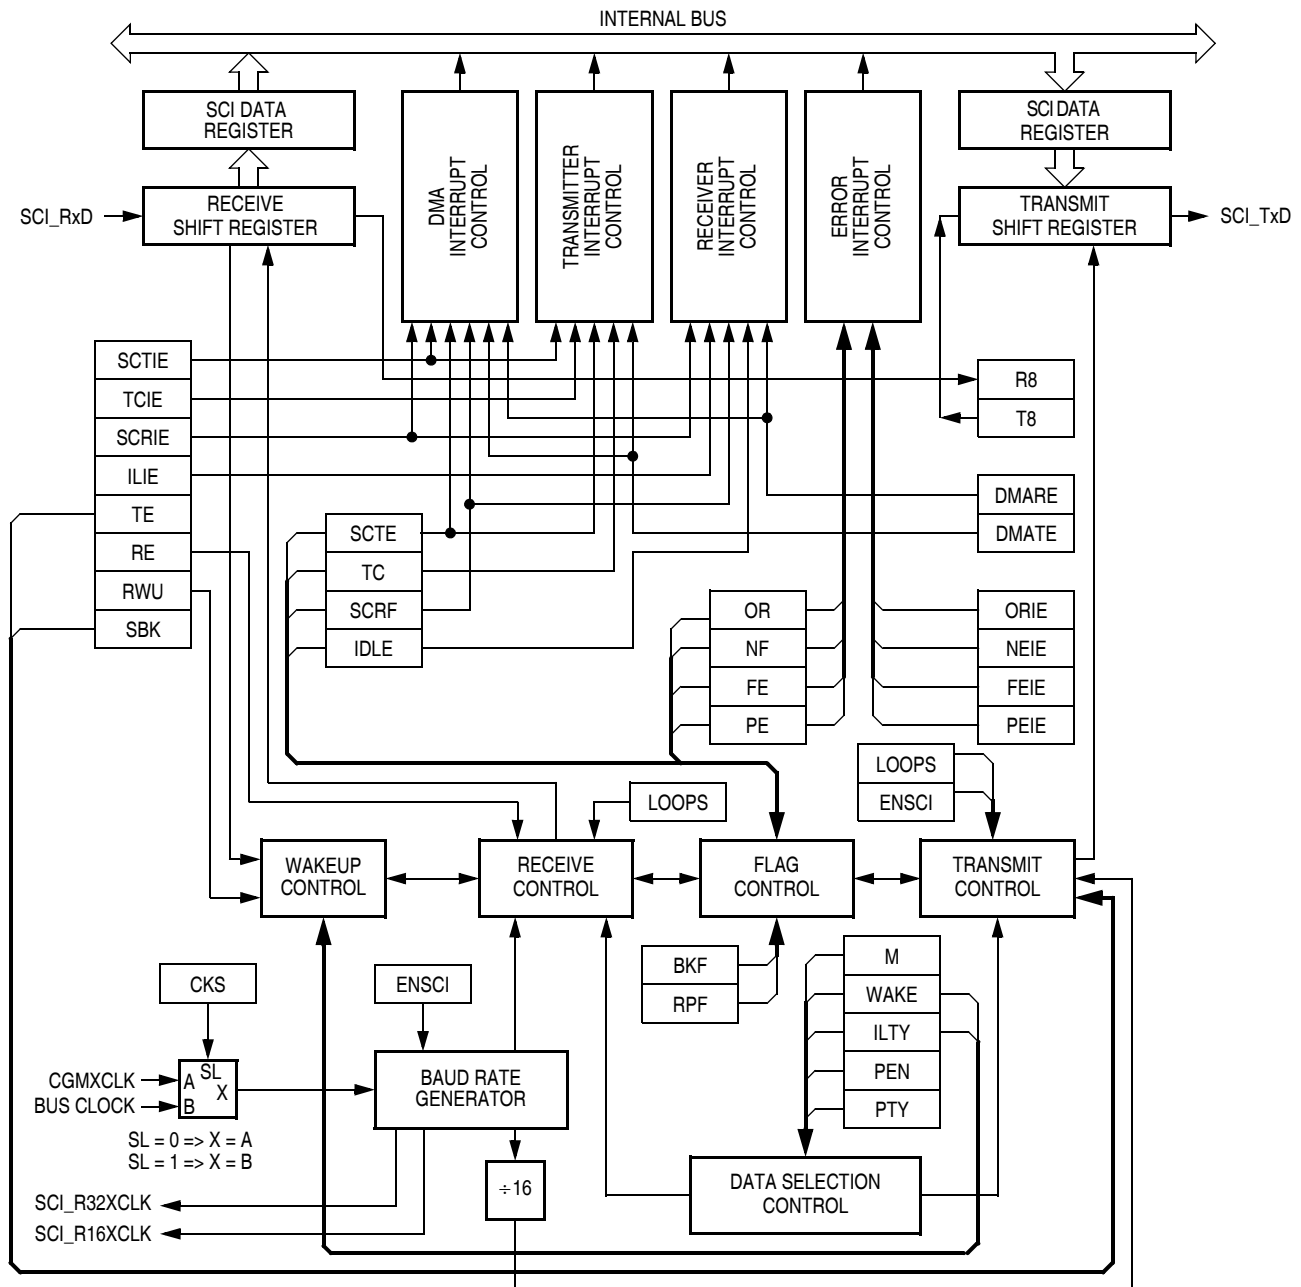 INTERNAL BUS
SCI DATA
REGISTER
DMA
INTERRUPT
CONTROL
TRANSMITTER
INTERRUPT
CONTROL
RECEIVER
INTERRUPT
CONTROL
ERROR
INTERRUPT
CONTROL
SCI DATA
REGISTER
SCI_RxD
RECEIVE
SHIFT REGISTER
TRANSMIT
SHIFT REGISTER
SCI_TxD
SCTIE
TCIE
SCRIE
ILIE
TE
RE
RWU
SBK
R8
T8
DMARE
DMATE
SCTE
TC
SCRF
IDLE
OR
NF
FE
PE
ORIE
NEIE
FEIE
PEIE
LOOPS
ENSCI
LOOPS
WAKEUP
CONTROL
RECEIVE
CONTROL
FLAG
CONTROL
TRANSMIT
CONTROL
BKF
RPF
M
WAKE
ILTY
PEN
PTY
CKS
ENSCI
CGMXCLK
BUS CLOCK
SL
A
X
B
SL = 0 => X = A
SL = 1 => X = B
BAUD RATE
GENERATOR
÷16
DATA SELECTION
CONTROL
SCI_R32XCLK
SCI_R16XCLK